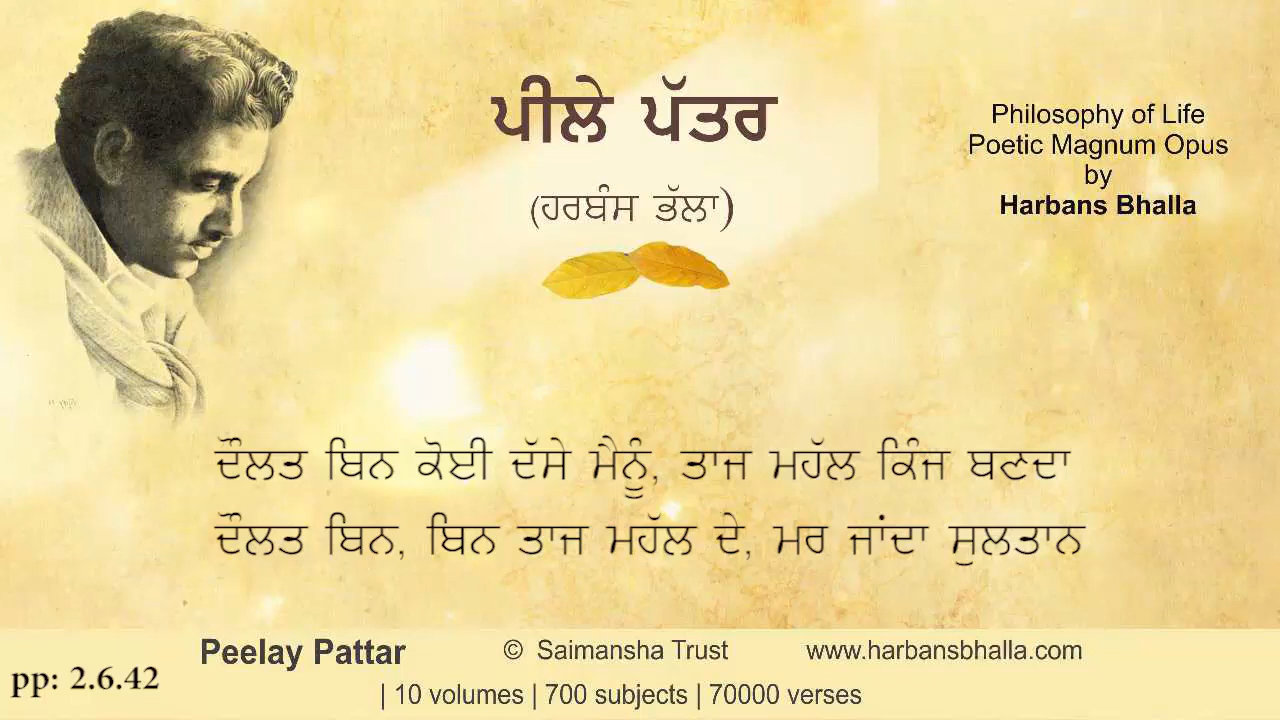 ਪੀਲੇ ਪੱਤਰ
(ਹਰਬੰਸ ਭੱਲਾ)
Philosophy of Life
Poetic Magnum Opus
by
Harbans Bhalla
ਦੌਲਤ ਬਿਨ ਕੋਈ ਦੱਸੇ ਮੈਨੂੰ, ਤਾਜ ਮਹੱਲ ਕਿੰਜ ਬਣਦਾ
ਦੌਲਤ ਬਿਨ, ਬਿਨ ਤਾਜ ਮਹੱਲ ਦੇ, ਮਰ ਜਾਂਦਾ ਸੁਲਤਾਨ
Peelay Pattar © Saimansha Trust www.harbansbhalla.com
pp: 2.6.42
| 10 volumes | 700 subjects | 70000 verses